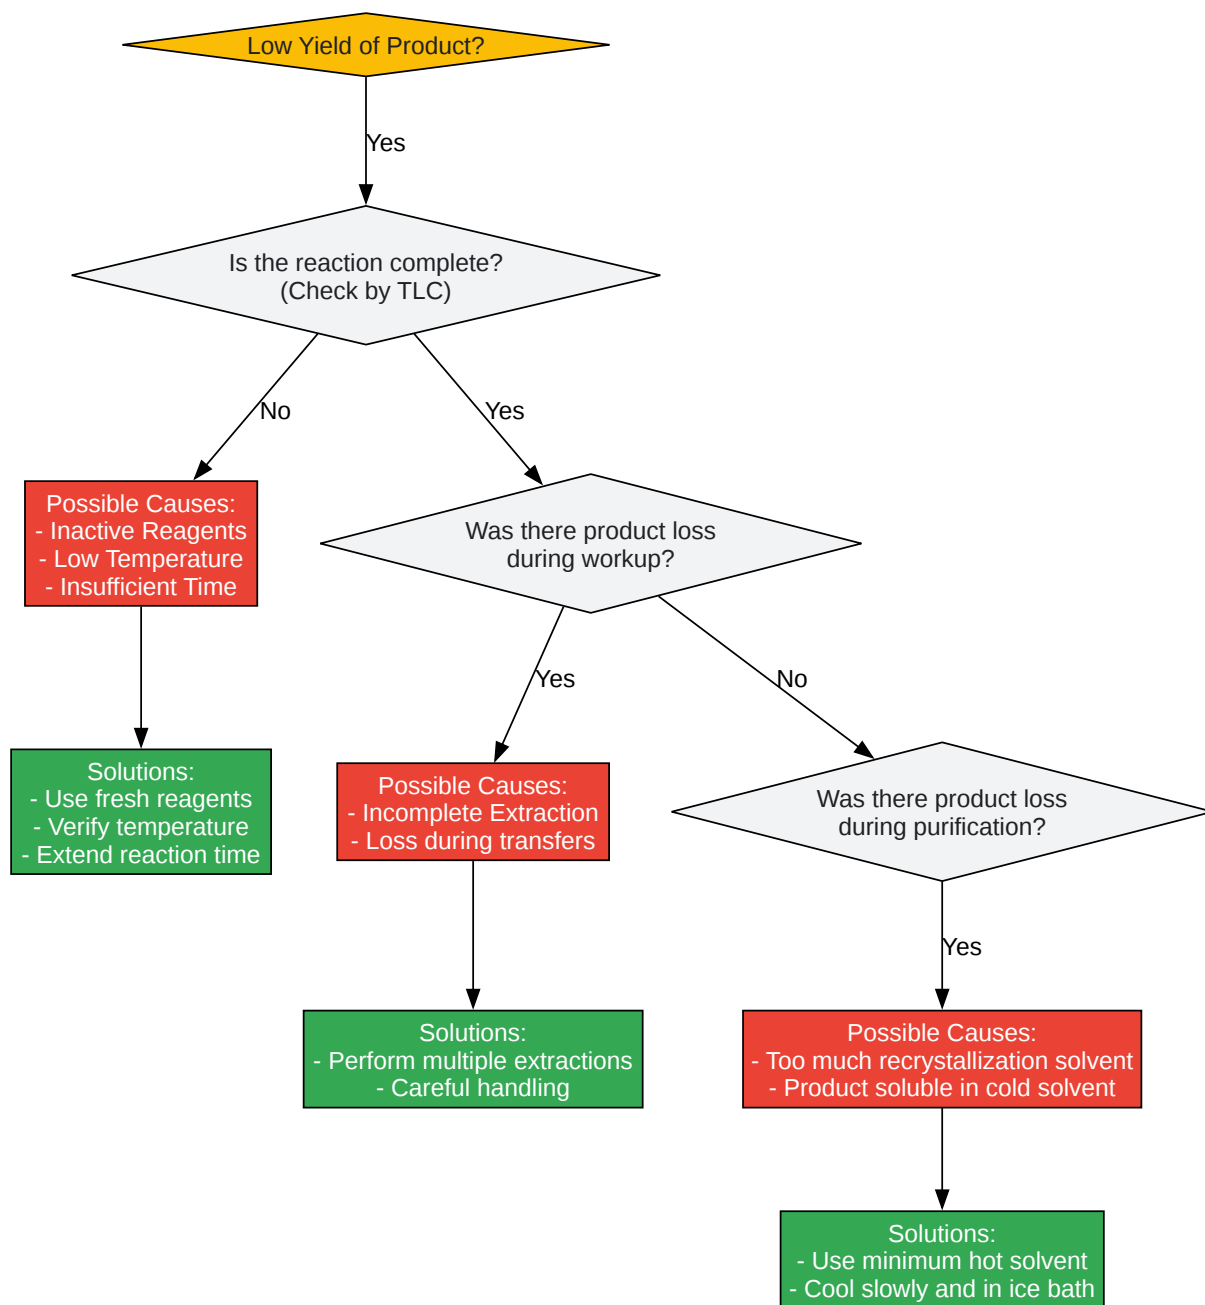 Low Yield of Product?
Yes
Is the reaction complete?
(Check by TLC)
No
Yes
Possible Causes:
- Inactive Reagents
- Low Temperature
- Insufficient Time
Was there product loss
during workup?
Yes
No
Solutions:
- Use fresh reagents
- Verify temperature
- Extend reaction time
Possible Causes:
- Incomplete Extraction
- Loss during transfers
Was there product loss
during purification?
Yes
Solutions:
- Perform multiple extractions
- Careful handling
Possible Causes:
- Too much recrystallization solvent
- Product soluble in cold solvent
Solutions:
- Use minimum hot solvent
- Cool slowly and in ice bath